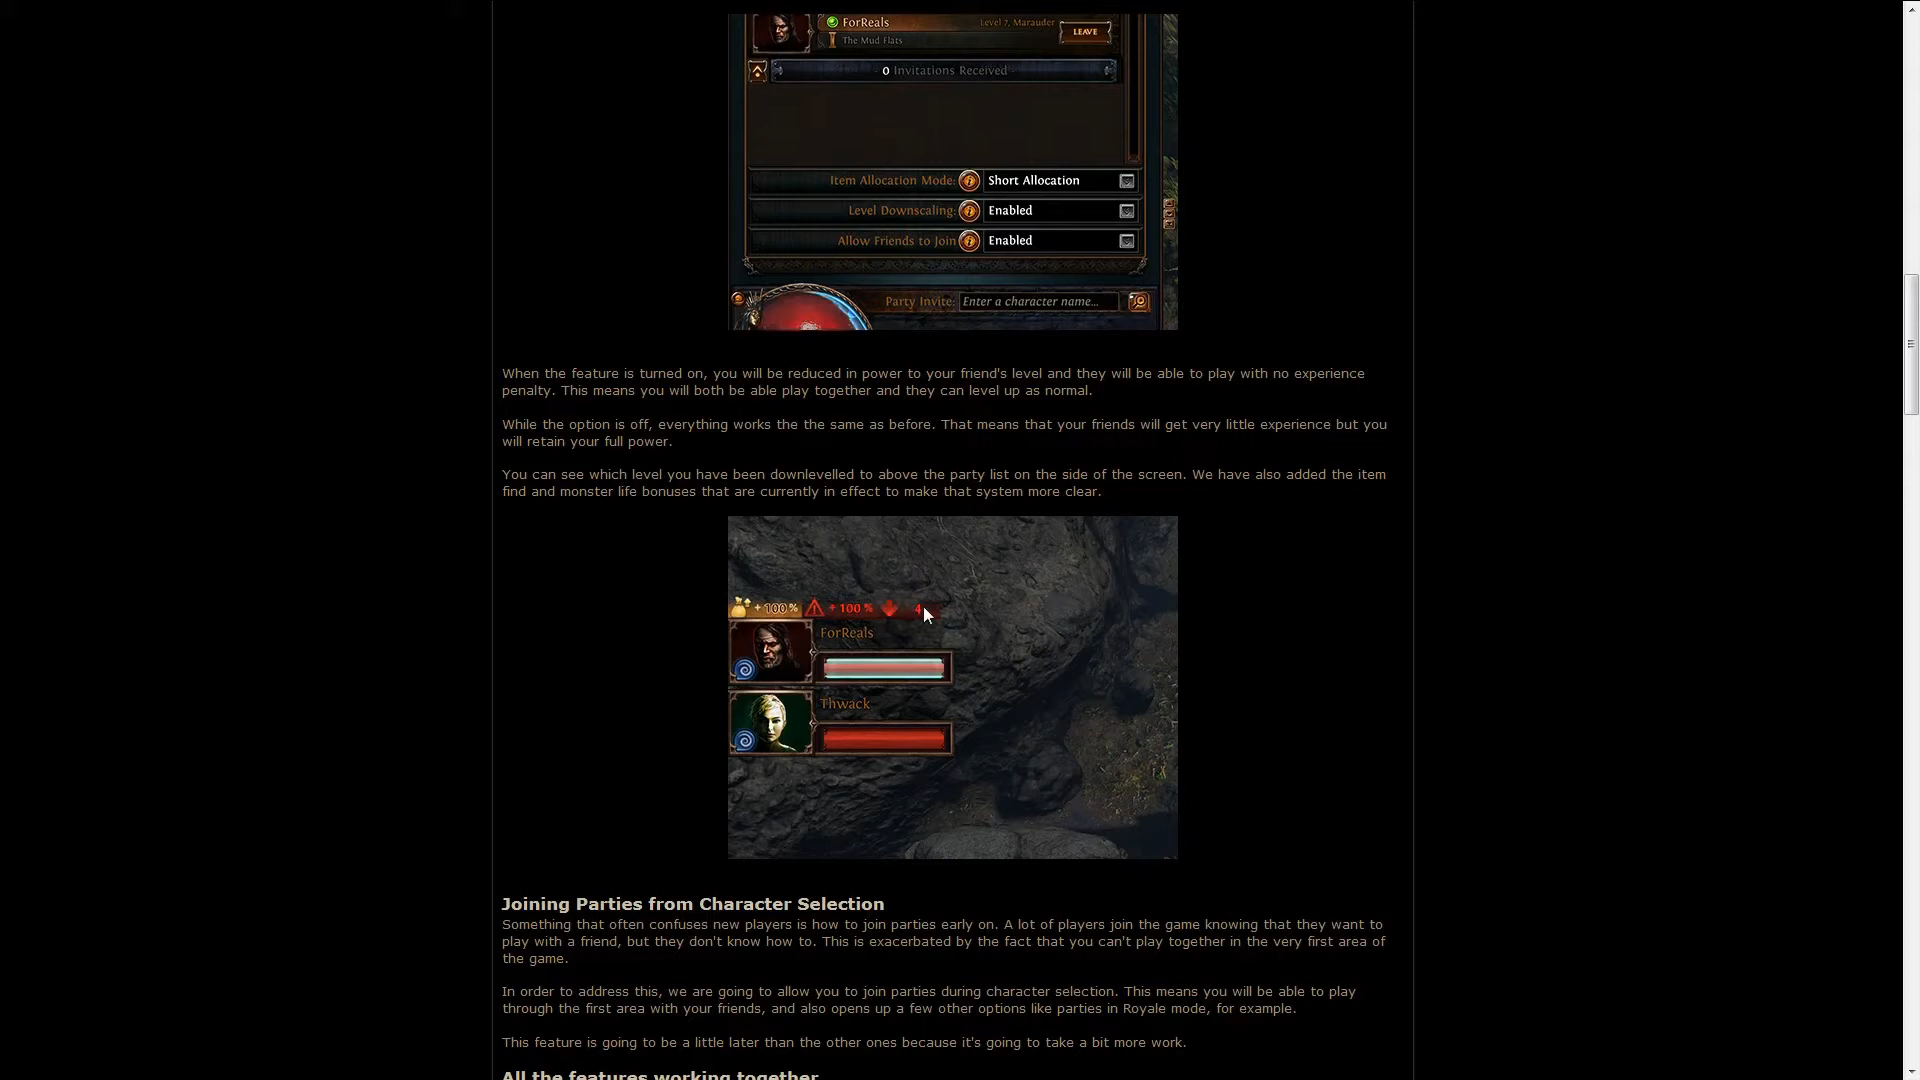 ForReals
Level 7, Marauder
LEAVE
The Mud Flats
- 0 Invitations Received -
Item Allocation Mode: Short Allocation
Level Downscaling: Enabled
Allow Friends to Join Enabled
Party Invite: Enter a character name...
When the feature is turned on, you will be reduced in power to your friend's level and they will be able to play with no experience
penalty. This means you will both be able play together and they can level up as normal.
While the option is off, everything works the the same as before. That means that your friends will get very little experience but you
will retain your full power.
You can see which level you have been downlevelled to above the party list on the side of the screen. We have also added the item
find and monster life bonuses that are currently in effect to make that system more clear.
+ 100 % + 100 % 4
ForReals
Thwack
Joining Parties from Character Selection
Something that often confuses new players is how to join parties early on. A lot of players join the game knowing that they want to
play with a friend, but they don't know how to. This is exacerbated by the fact that you can't play together in the very first area of
the game.
In order to address this, we are going to allow you to join parties during character selection. This means you will be able to play
through the first area with your friends, and also opens up a few other options like parties in Royale mode, for example.
This feature is going to be a little later than the other ones because it's going to take a bit more work.
All the features working together